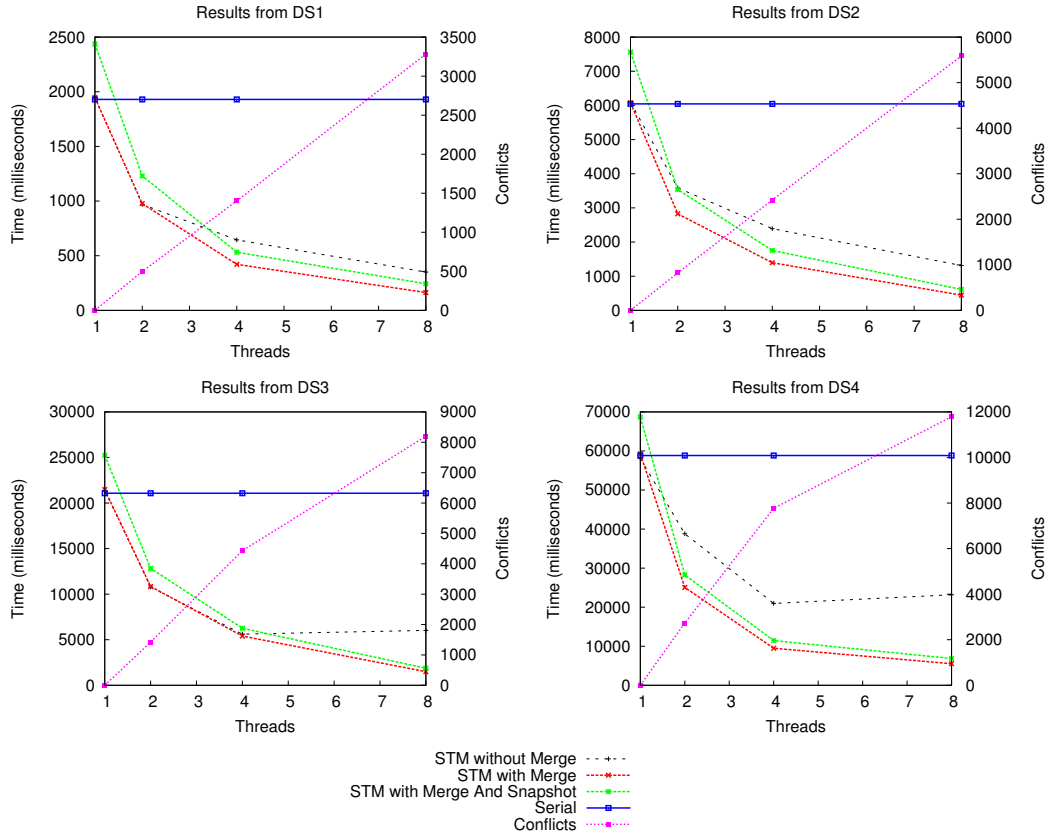 Results from DS1
2500
2000
1500
1000
500
0
3500
3000
2500
2000
1500
1000
500
0
1 2 3 4 5 6 7 8
Time (milliseconds)
Conflicts
Threads
Results from DS2
8000
7000
6000
5000
4000
3000
2000
1000
0
6000
5000
4000
3000
2000
1000
0
1 2 3 4 5 6 7 8
Time (milliseconds)
Conflicts
Threads
Results from DS3
30000
25000
20000
15000
10000
5000
0
9000
8000
7000
6000
5000
4000
3000
2000
1000
0
1 2 3 4 5 6 7 8
Time (milliseconds)
Conflicts
Threads
Results from DS4
70000
60000
50000
40000
30000
20000
10000
0
12000
10000
8000
6000
4000
2000
0
1 2 3 4 5 6 7 8
Time (milliseconds)
Conflicts
Threads
STM without Merge
STM with Merge
STM with Merge And Snapshot
Serial
Conflicts